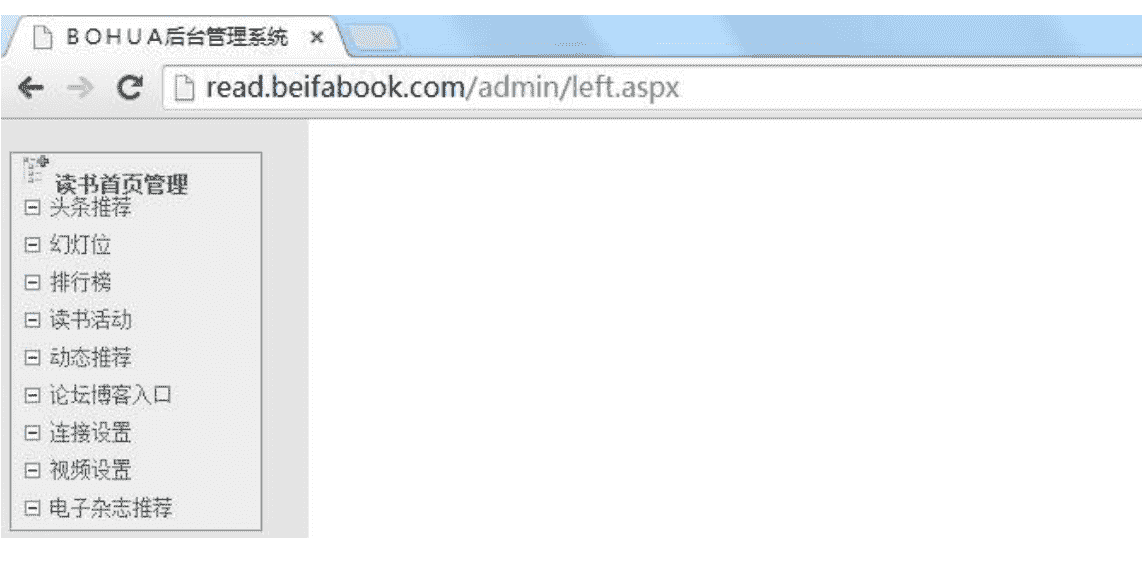 BOHUA后台管理系统
read.beifabook.com/admin/left.aspx
读书首页管理
头条推荐
幻灯位
排行榜
读书活动
动态推荐
论坛博客入口
连接设置
视频设置
电子杂志推荐